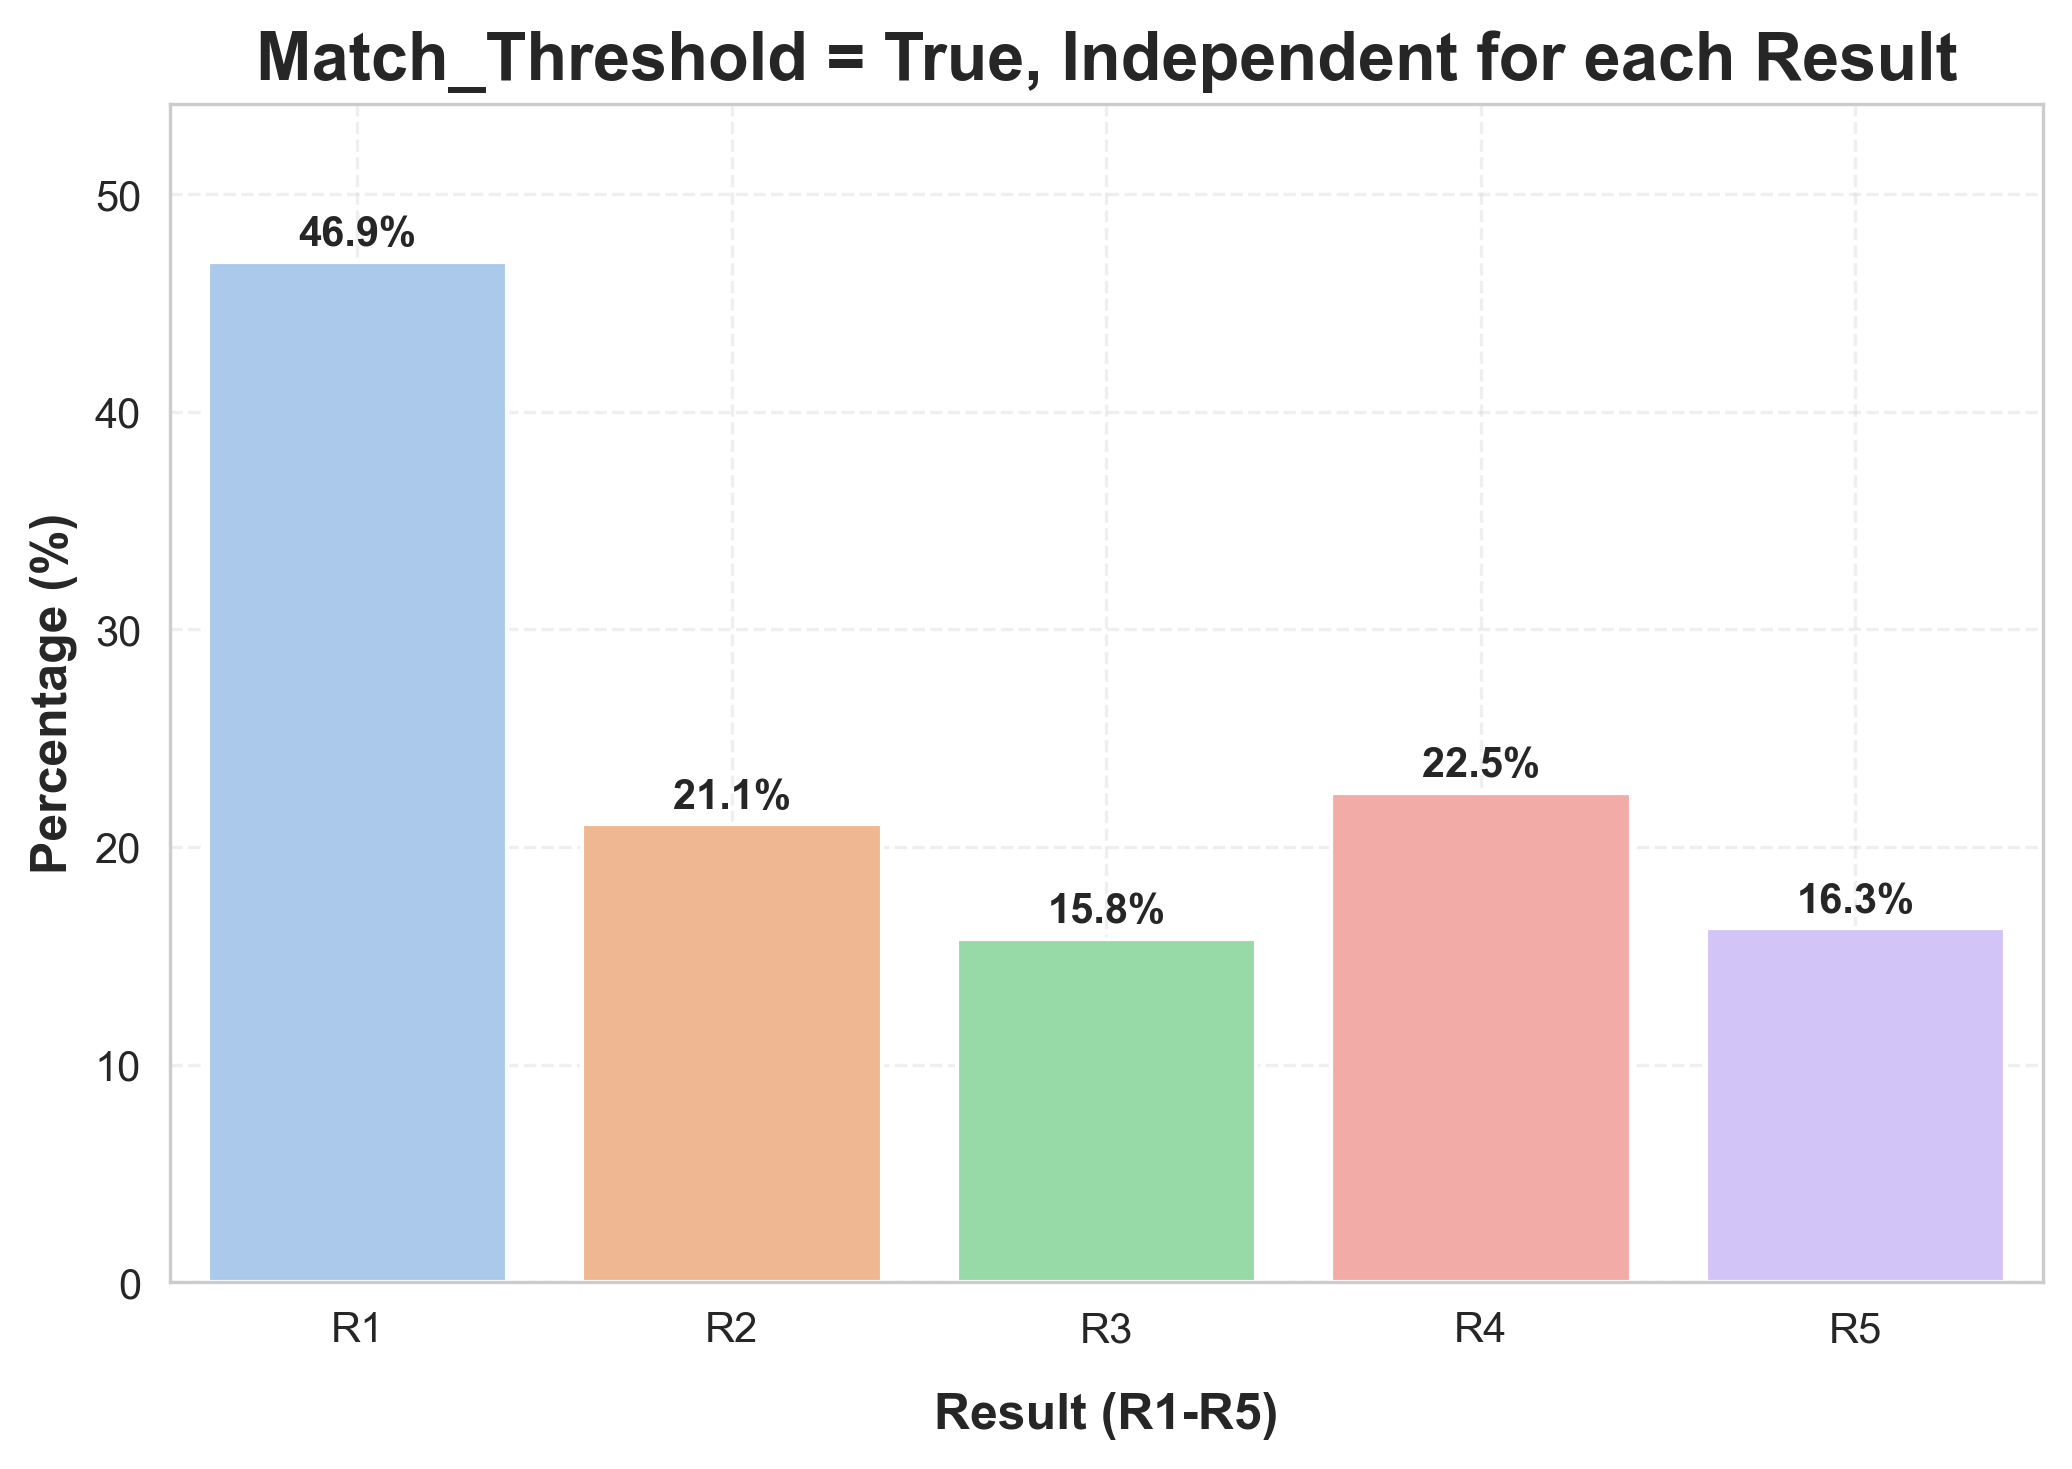 Match_Threshold = True, Independent for each Result
Percentage (%)
50
40
30
20
10
0
46.9%
21.1%
15.8%
22.5%
16.3%
R1
R2
R3
R4
R5
Result (R1-R5)